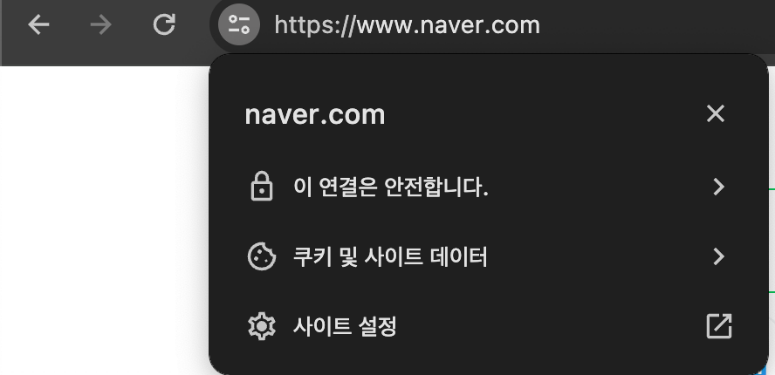 https://www.naver.com
naver.com
이 연결은 안전합니다.
쿠키 및 사이트 데이터
사이트 설정